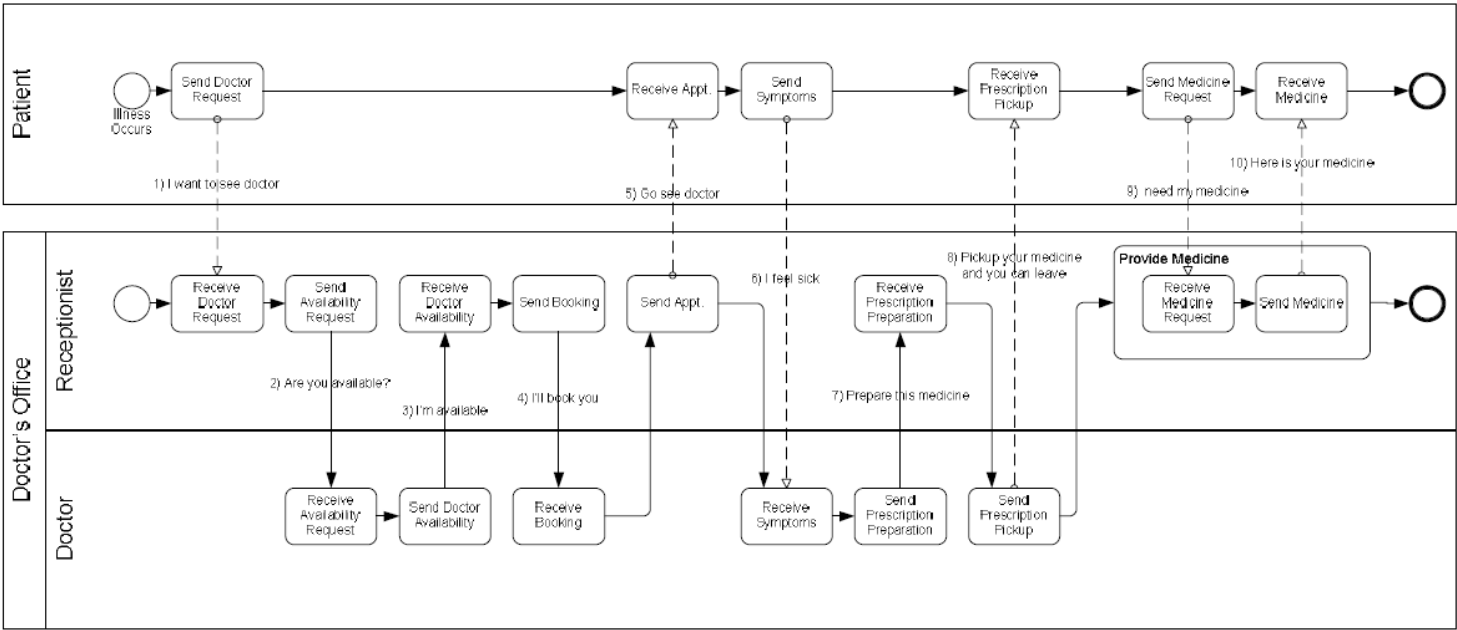 Patient
Illness
Occurs
Send Doctor
Request
Receive Appt.
Send
Symptoms
Receive
Prescription
Pickup
Send Medicine
Request
Receive
Medicine
1) I want to see doctor
5) Go see doctor
9) need my medicine
10) Here is your medicine
Doctor's Office
Receptionist
Receive
Doctor
Request
Send
Availability
Request
Receive
Doctor
Availability
Send Booking
Send Appt.
6) I feel sick
Receive
Prescription
Preparation
8) Pickup your medicine
and you can leave
Provide Medicine
Receive
Medicine
Request
Send Medicine
2) Are you available?
3) I'm available
4) I'll book you
7) Prepare this medicine
Doctor
Receive
Availability
Request
Send Doctor
Availability
Receive
Booking
Receive
Symptoms
Send
Prescription
Preparation
Send
Prescription
Pickup